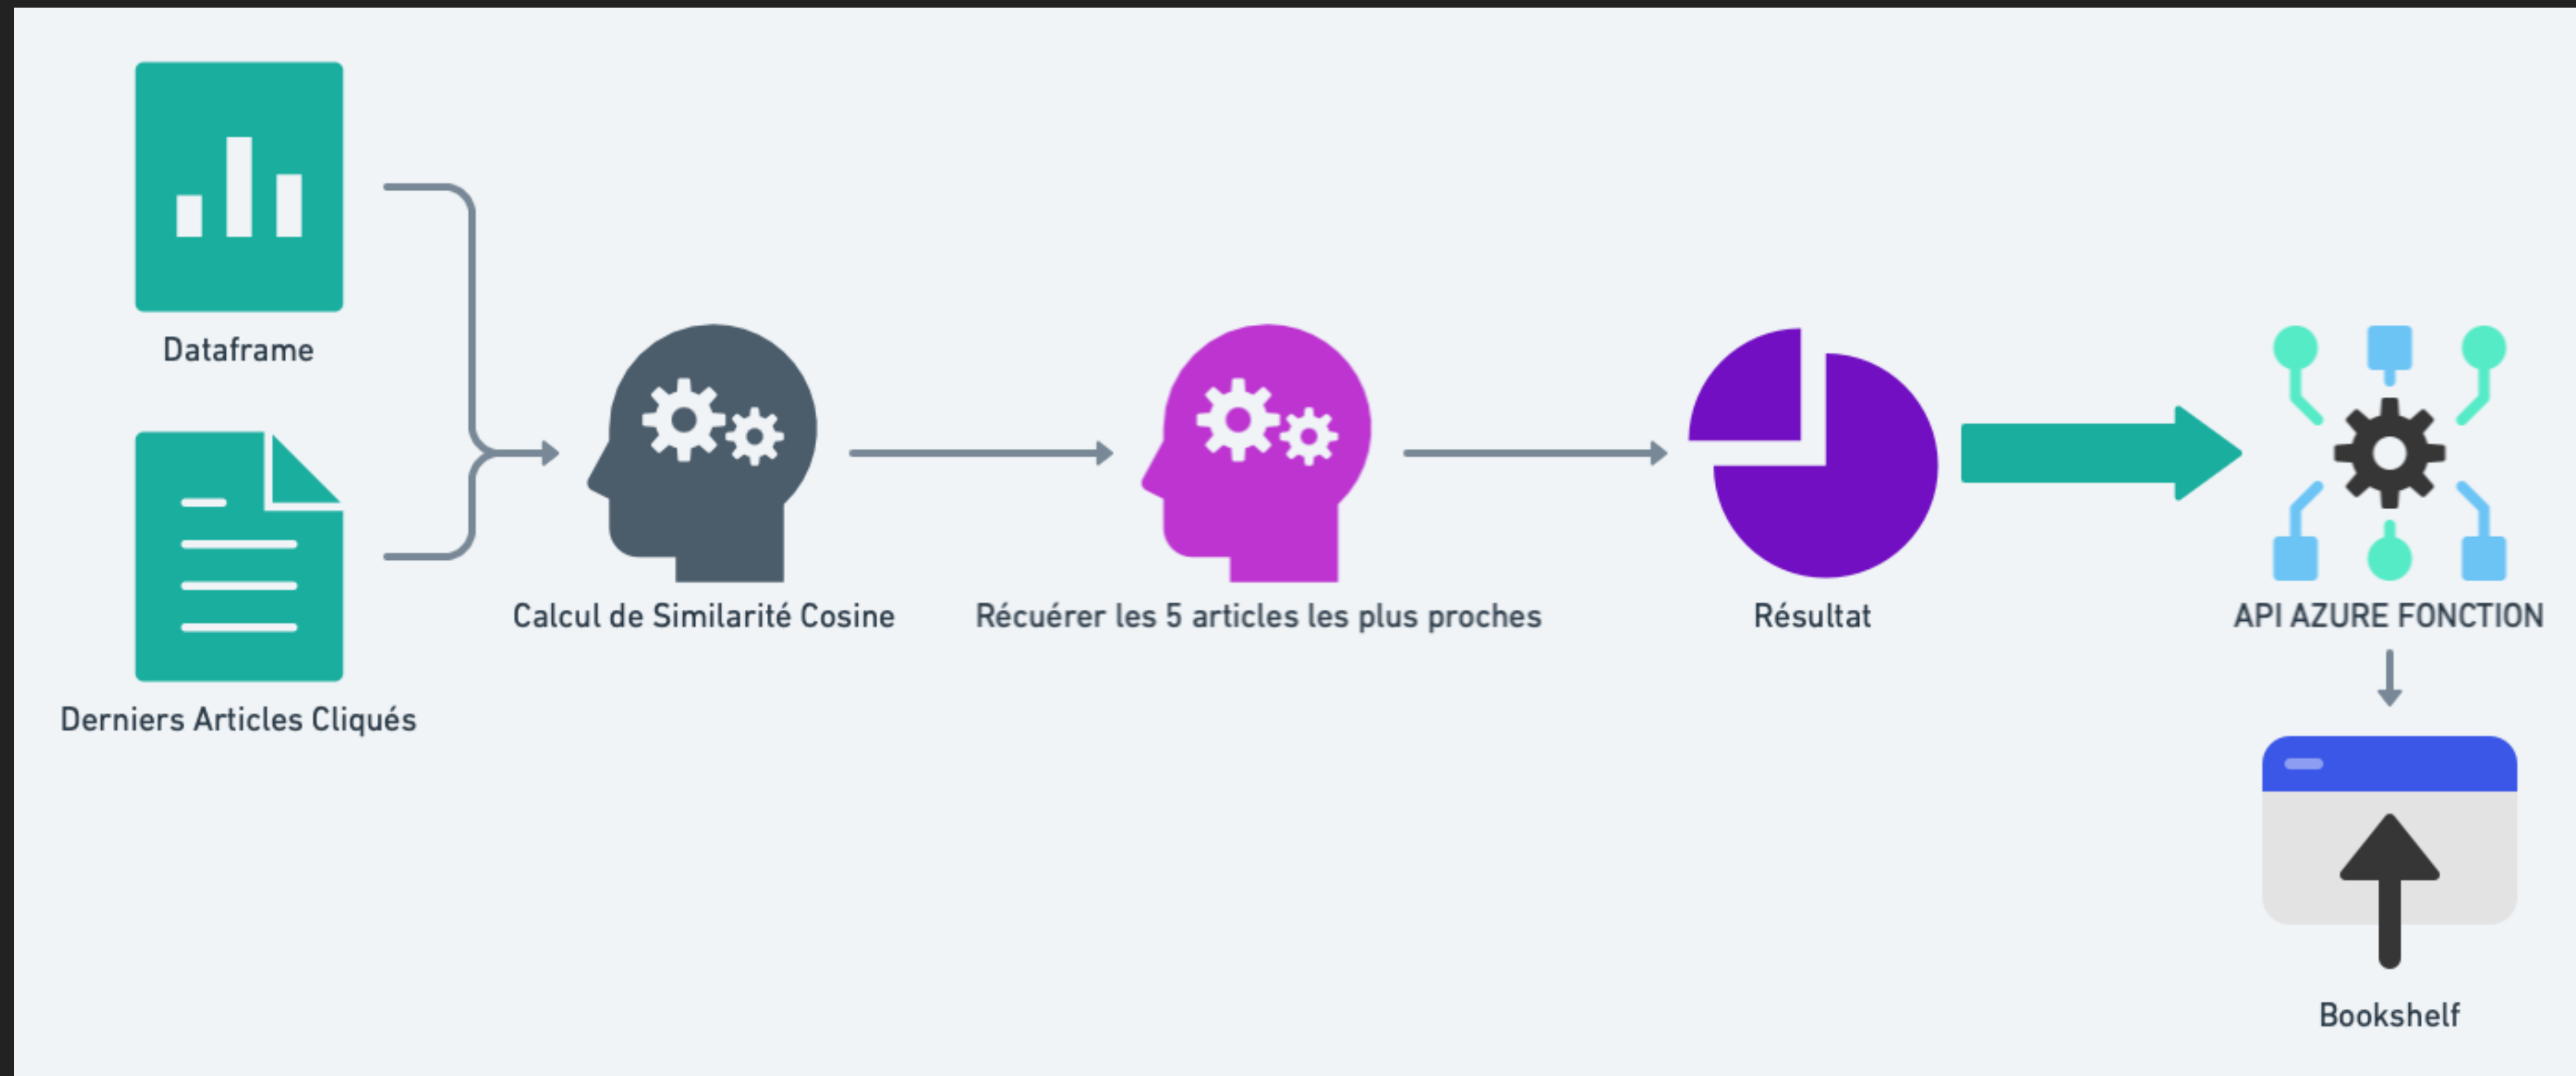 Dataframe
Derniers Articles Cliqués
Calcul de Similarité Cosine
Récuérer les 5 articles les plus proches
Résultat
API AZURE FONCTION
Bookshelf